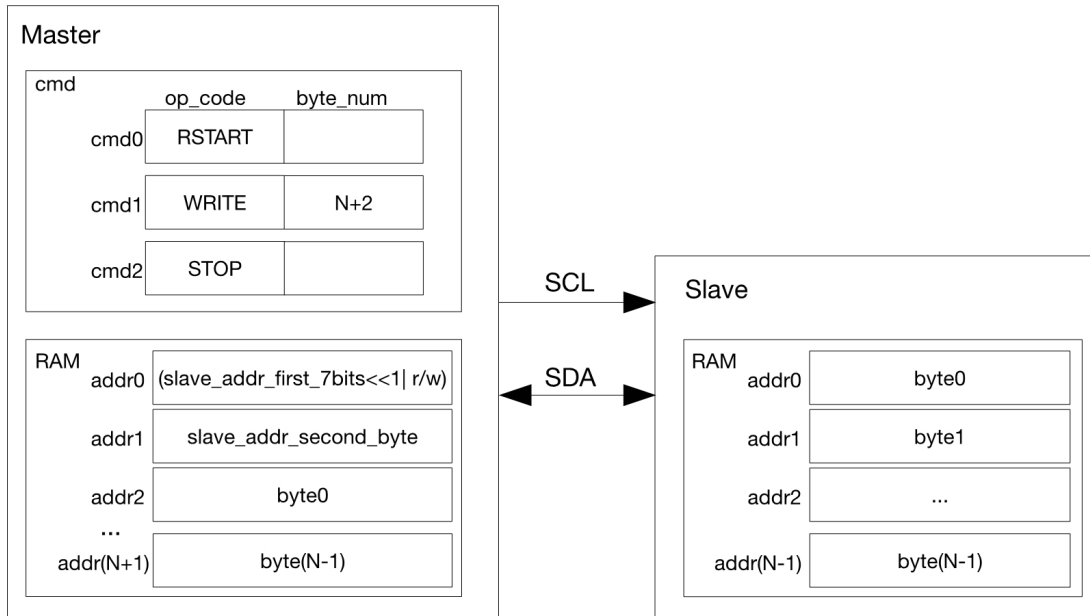 Master
cmd
op_code byte_num
cmd0 RSTART
cmd1 WRITE N+2
cmd2 STOP
RAM
addr0 (slave_addr_first_7bits<<1| r/w)
addr1 slave_addr_second_byte
addr2 byte0
...
addr(N+1) byte(N-1)
SCL
SDA
Slave
RAM
addr0 byte0
addr1 byte1
addr2 ...
addr(N-1) byte(N-1)